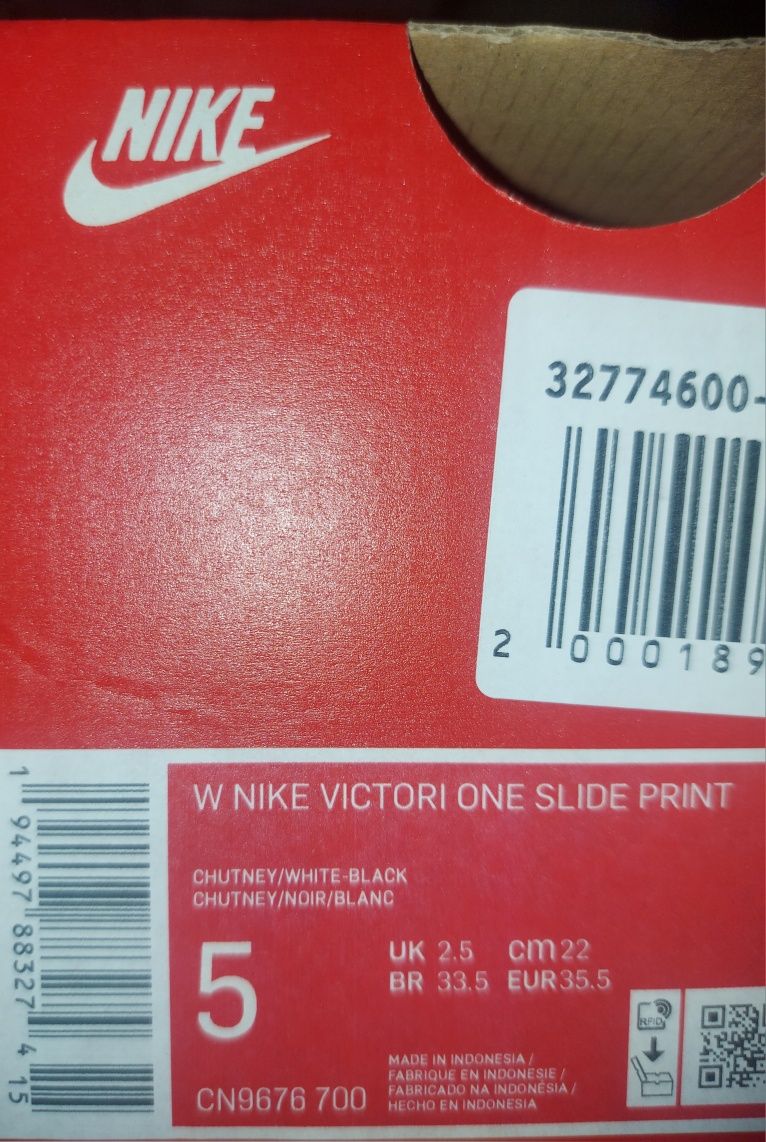 NIKE
32774600-
2 000189
W NIKE VICTORI ONE SLIDE PRINT
CHUTNEY/WHITE-BLACK
CHUTNEY/NOIR/BLANC
5
UK 2.5 cm 22
BR 33.5 EUR 35.5
RFID
MADE IN INDONESIA /
FABRIQUE EN INDONESIE /
FABRICADO NA INDONÉSIA /
HECHO EN INDONESIA
CN9676 700
1 94497 88327 4 15